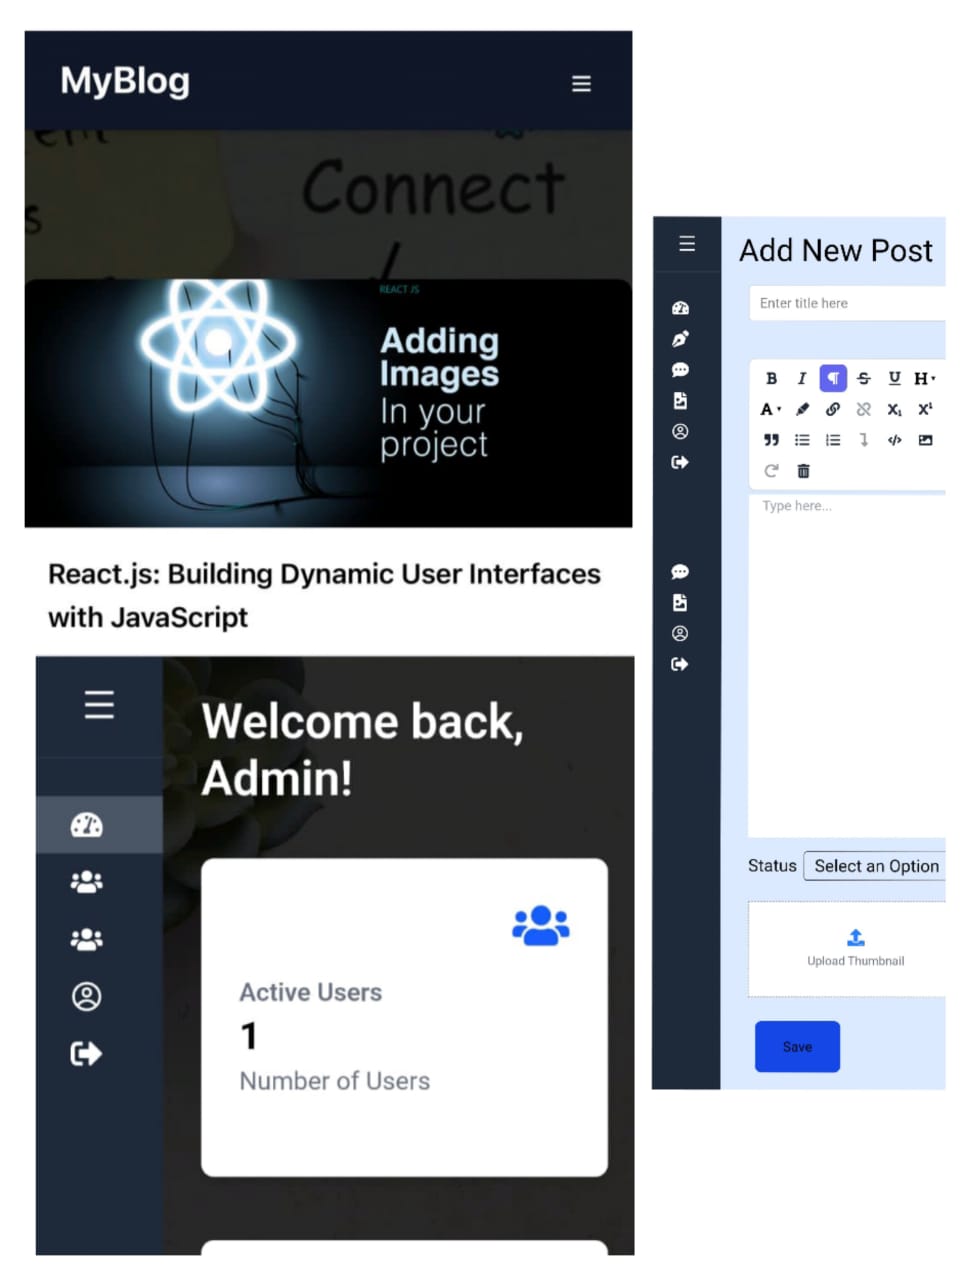 MyBlog
Connect
REACT JS
Adding
Images
In your
project
React.js: Building Dynamic User Interfaces
with JavaScript
Welcome back,
Admin!
Active Users
1
Number of Users
Add New Post
Enter title here
B I ¶ S U H
A X₁ X¹
Type here...
Status Select an Option
Upload Thumbnail
Save